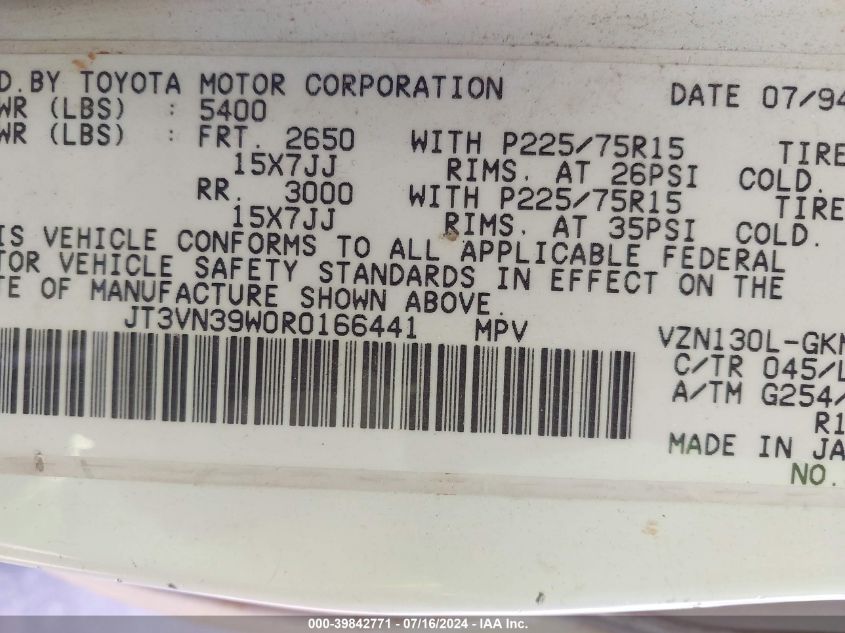 D. BY TOYOTA MOTOR CORPORATION DATE 07/94
WR (LBS) : 5400
WR (LBS) : FRT. 2650 WITH P225/75R15 TIRE
15X7JJ RIMS. AT 26PSI COLD.
RR. 3000 WITH P225/75R15 TIRE
15X7JJ RIMS. AT 35PSI COLD.
IS VEHICLE CONFORMS TO ALL APPLICABLE FEDERAL
TOR VEHICLE SAFETY STANDARDS IN EFFECT ON THE
TE OF MANUFACTURE SHOWN ABOVE.
JT3VN39W0R0166441 MPV VZN130L-GKM
C/TR 045/L
A/TM G254/
R1
MADE IN JA
NO.
000-39842771 - 07/16/2024 - IAA Inc.